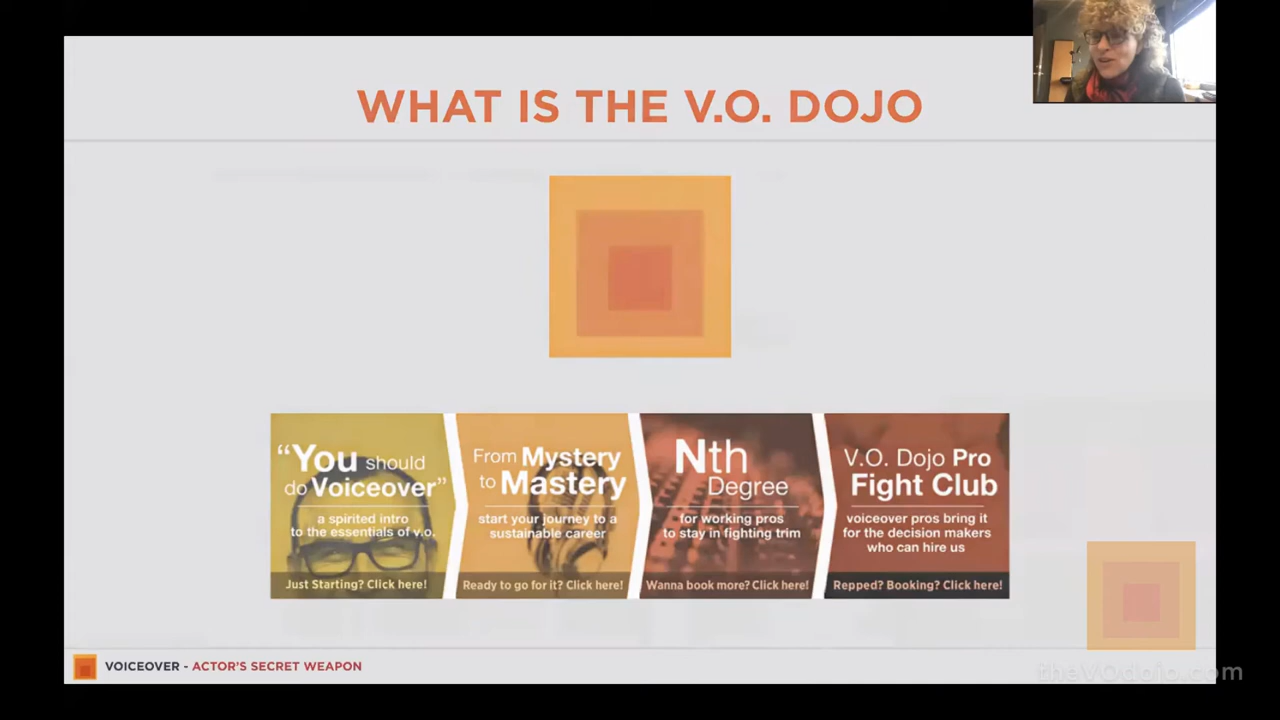 WHAT IS THE V.O. DOJO
“You should
do Voiceover”
a spirited intro
to the essentials of v.o.
Just Starting? Click here!
From Mystery
to Mastery
start your journey to a
sustainable career
Ready to go for it? Click here!
Nth
Degree
for working pros
to stay in fighting trim
Wanna book more? Click here!
V.O. Dojo Pro
Fight Club
voiceover pros bring it
for the decision makers
who can hire us
Repped? Booking? Click here!
VOICEOVER - ACTOR'S SECRET WEAPON
theVOdojo.com